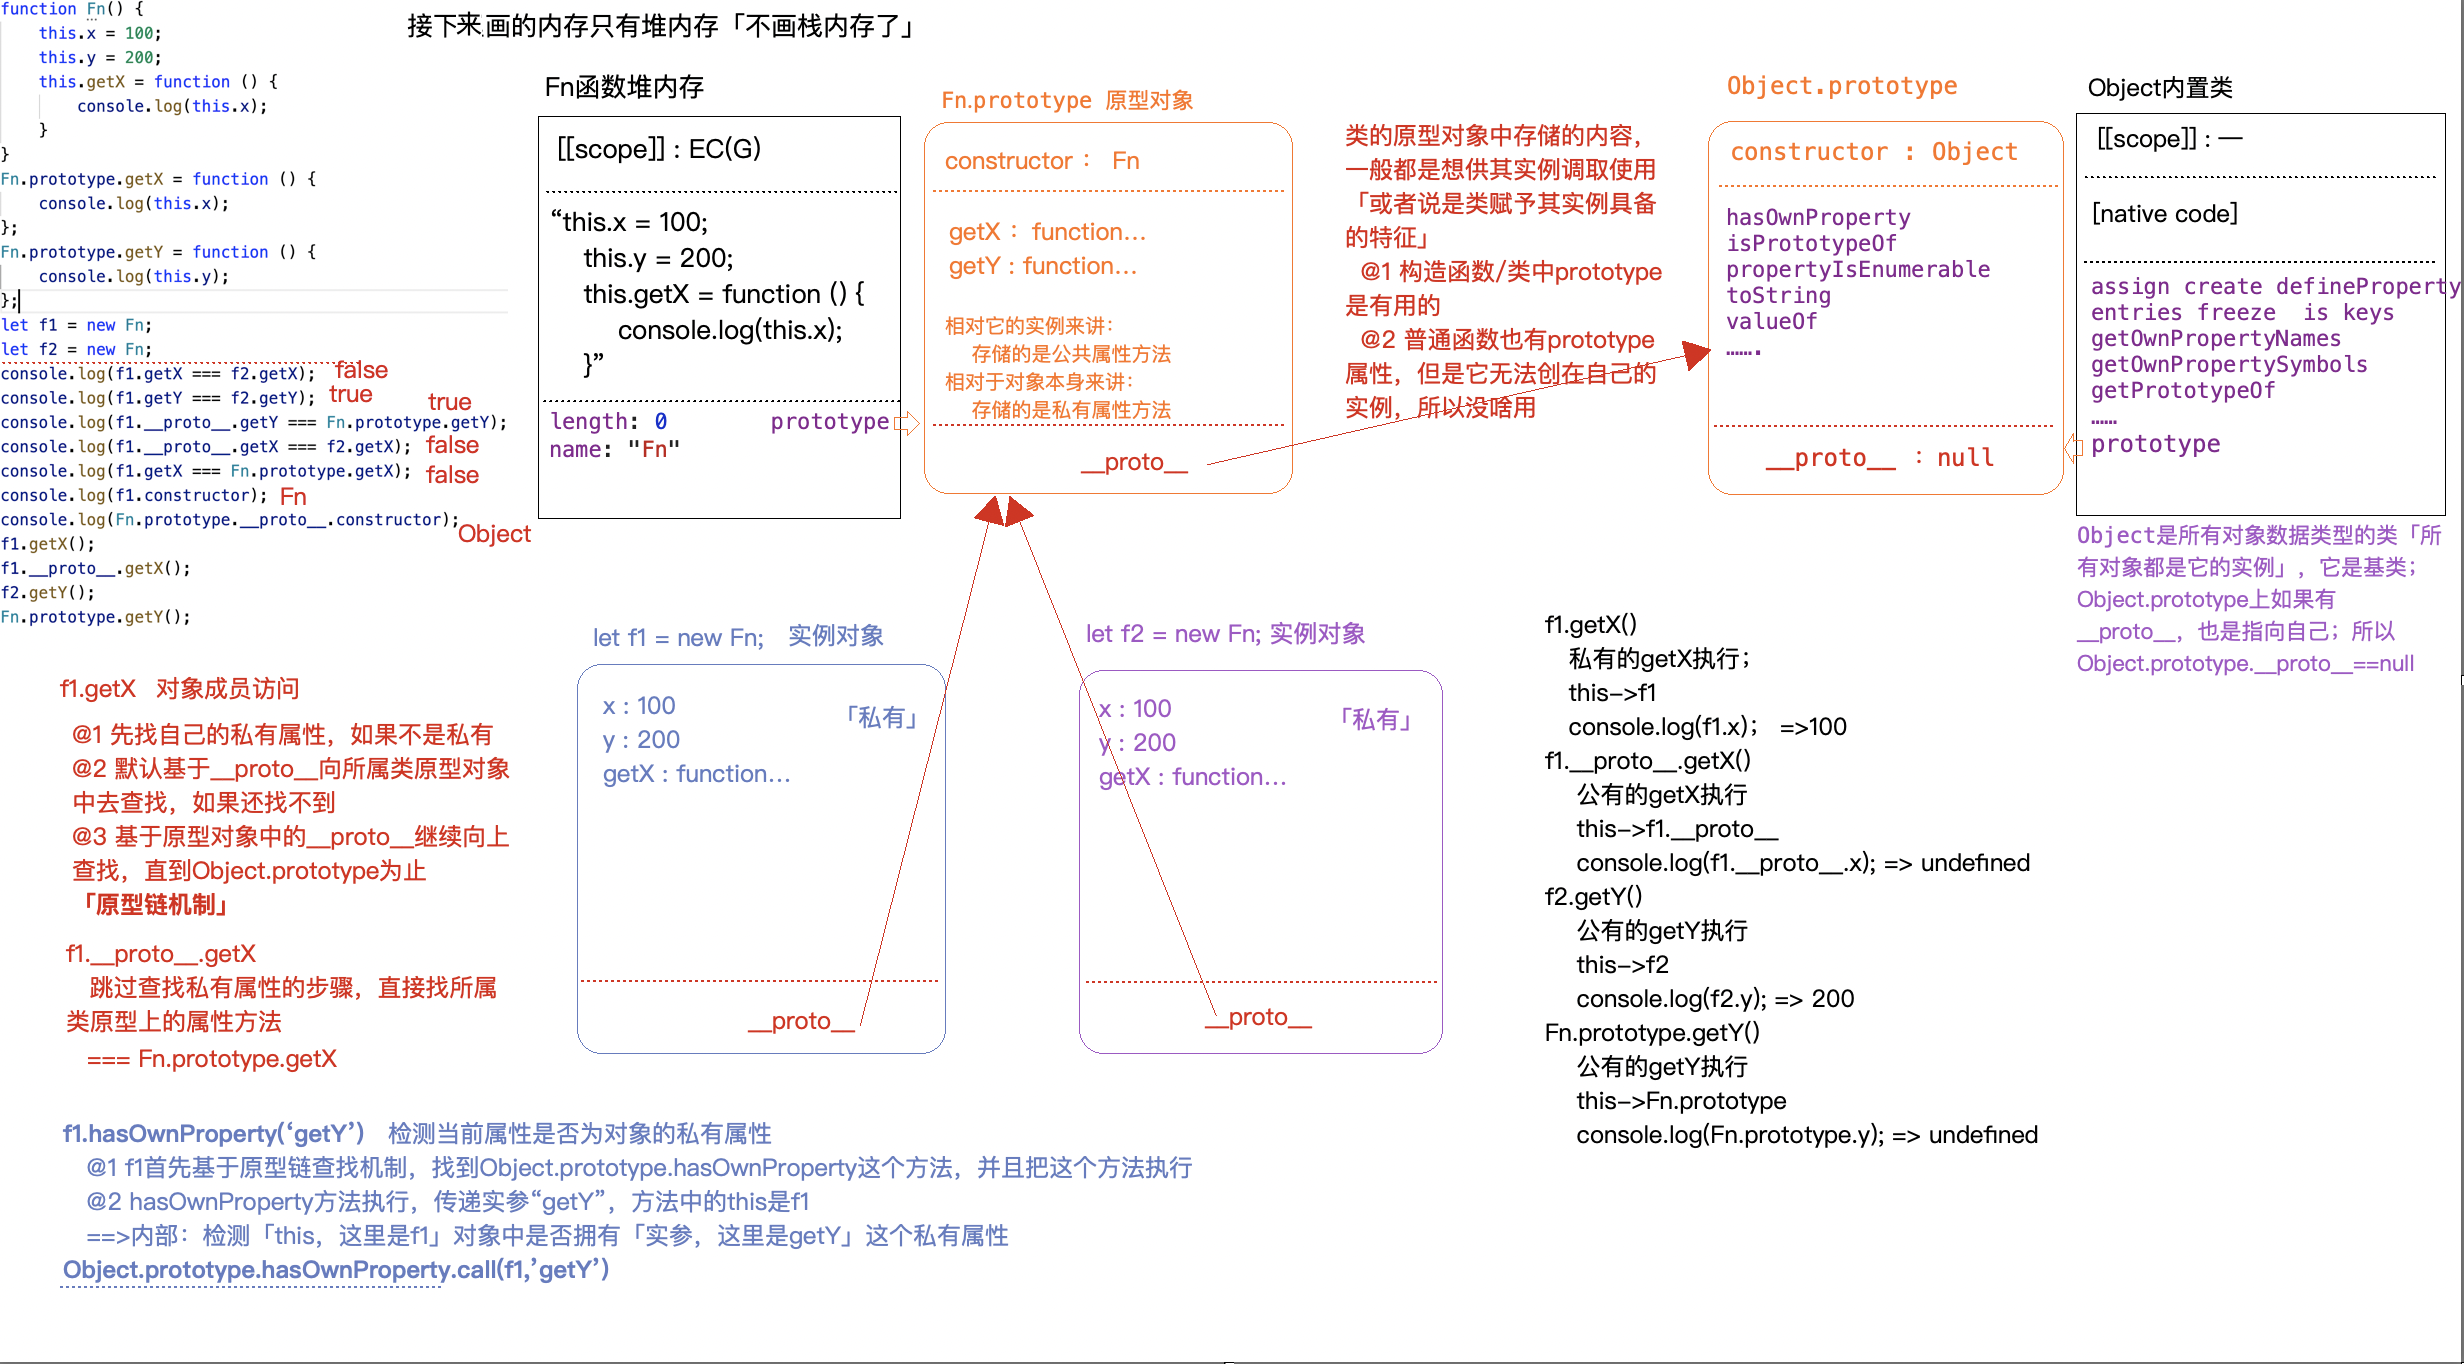 function Fn() {
    this.x = 100;
    this.y = 200;
    this.getX = function () {
        console.log(this.x);
    }
}
Fn.prototype.getX = function () {
    console.log(this.x);
};
Fn.prototype.getY = function () {
    console.log(this.y);
};
let f1 = new Fn;
let f2 = new Fn;
console.log(f1.getX === f2.getX); false
console.log(f1.getY === f2.getY); true
console.log(f1.__proto__.getY === Fn.prototype.getY); true
console.log(f1.__proto__.getX === f2.getX); false
console.log(f1.getX === Fn.prototype.getX); false
console.log(f1.constructor); Fn
console.log(Fn.prototype.__proto__.constructor); Object
f1.getX();
f1.__proto__.getX();
f2.getY();
Fn.prototype.getY();
接下来画的内存只有堆内存「不画栈内存了」
Fn函数堆内存
[[scope]] : EC(G)
“this.x = 100;
this.y = 200;
this.getX = function () {
console.log(this.x);
}”
length: 0 prototype
name: "Fn"
Fn.prototype 原型对象
constructor： Fn
getX： function...
getY : function...
相对它的实例来讲：
存储的是公共属性方法
相对于对象本身来讲：
存储的是私有属性方法
__proto__
类的原型对象中存储的内容，
一般都是想供其实例调取使用
「或者说是类赋予其实例具备
的特征」
@1 构造函数/类中prototype
是有用的
@2 普通函数也有prototype
属性，但是它无法创在自己的
实例，所以没啥用
Object.prototype
constructor : Object
hasOwnProperty
isPrototypeOf
propertyIsEnumerable
toString
valueOf
…….
__proto__ : null
Object内置类
[[scope]] : —
[native code]
assign create defineProperty
entries freeze  is keys
getOwnPropertyNames
getOwnPropertySymbols
getPrototypeOf
……
prototype
Object是所有对象数据类型的类「所
有对象都是它的实例」，它是基类；
Object.prototype上如果有
__proto__，也是指向自己；所以
Object.prototype.__proto__==null
let f1 = new Fn; 实例对象
x : 100
y : 200
getX : function...
「私有」
__proto__
let f2 = new Fn; 实例对象
x : 100
y : 200
getX : function...
「私有」
__proto__
f1.getX()
私有的getX执行；
this->f1
console.log(f1.x)； =>100
f1.__proto__.getX()
公有的getX执行
this->f1.__proto__
console.log(f1.__proto__.x); => undefined
f2.getY()
公有的getY执行
this->f2
console.log(f2.y); => 200
Fn.prototype.getY()
公有的getY执行
this->Fn.prototype
console.log(Fn.prototype.y); => undefined
f1.getX 对象成员访问
@1 先找自己的私有属性，如果不是私有
@2 默认基于__proto__向所属类原型对象
中去查找，如果还找不到
@3 基于原型对象中的__proto__继续向上
查找，直到Object.prototype为止
「原型链机制」
f1.__proto__.getX
跳过查找私有属性的步骤，直接找所属
类原型上的属性方法
=== Fn.prototype.getX
f1.hasOwnProperty(‘getY’) 检测当前属性是否为对象的私有属性
@1 f1首先基于原型链查找机制，找到Object.prototype.hasOwnProperty这个方法，并且把这个方法执行
@2 hasOwnProperty方法执行，传递实参“getY”，方法中的this是f1
==>内部：检测「this，这里是f1」对象中是否拥有「实参，这里是getY」这个私有属性
Object.prototype.hasOwnProperty.call(f1,’getY’)